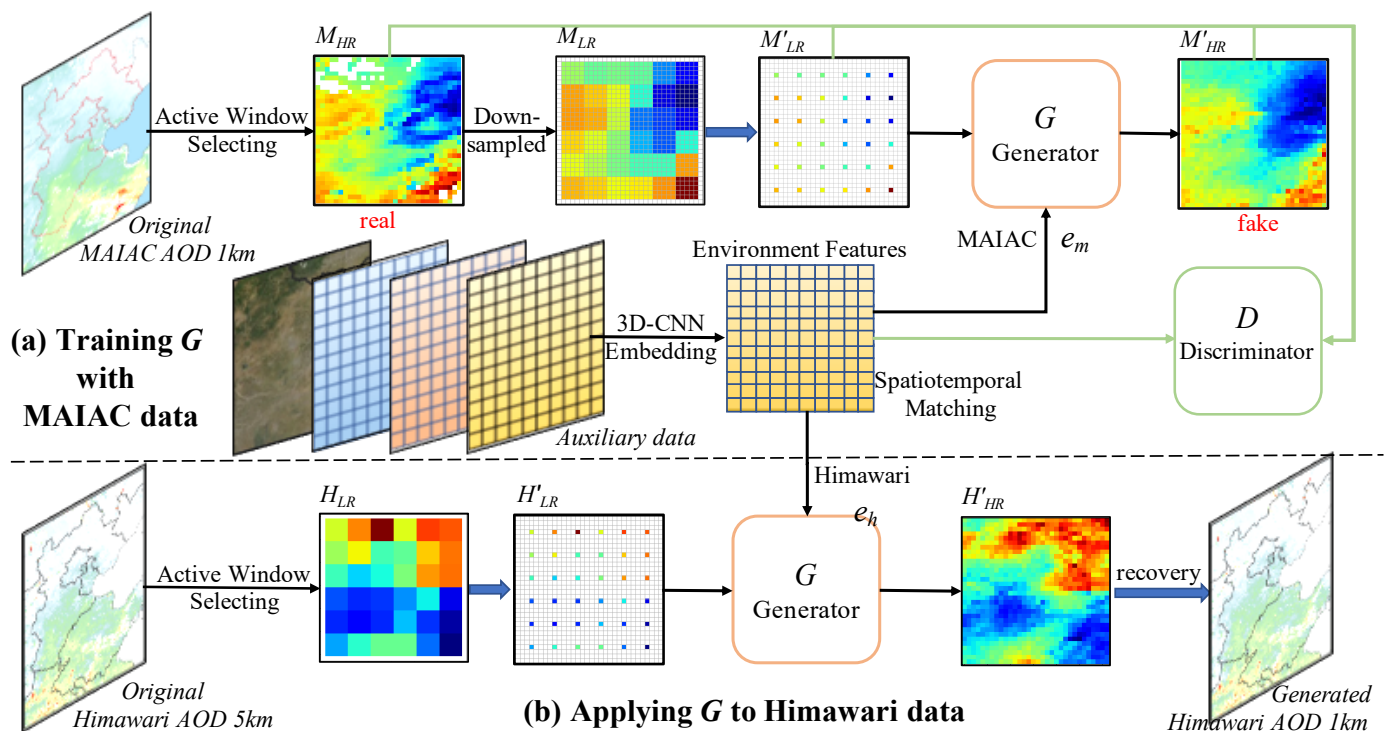 M_HR
M_LR
M'_LR
M'_HR
Active Window
Selecting
Down-
sampled
G
Generator
real
fake
Original
MAIAC AOD 1km
MAIAC
e_m
Environment Features
3D-CNN
Embedding
D
Discriminator
(a) Training G
with
MAIAC data
Spatiotemporal
Matching
Auxiliary data
Himawari
H_LR
H'_LR
e_h
H'_HR
Active Window
Selecting
G
Generator
recovery
Original
Himawari AOD 5km
(b) Applying G to Himawari data
Generated
Himawari AOD 1km